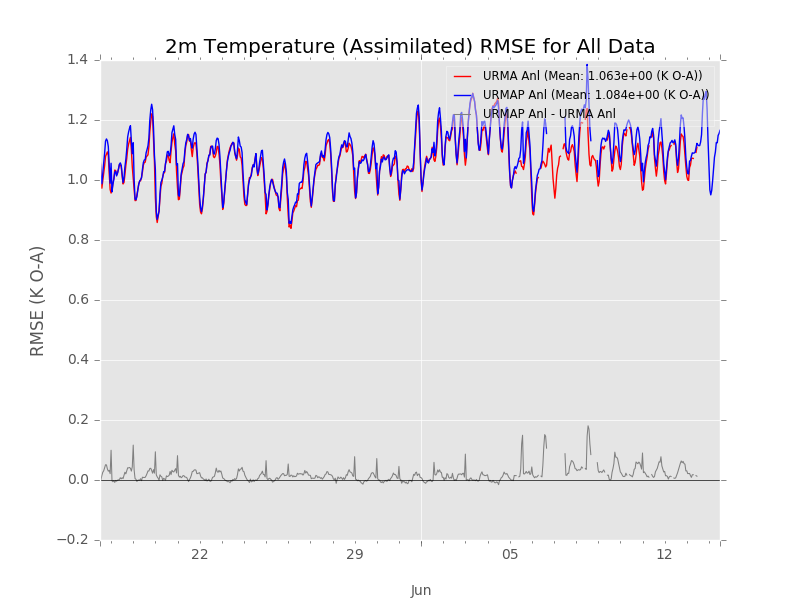 2m Temperature (Assimilated) RMSE for All Data
URMA Anl (Mean: 1.063e+00 (K O-A))
URMAP Anl (Mean: 1.084e+00 (K O-A))
URMAP Anl - URMA Anl
1.4
1.2
1.0
0.8
0.6
0.4
0.2
0.0
−0.2
RMSE (K O-A)
22 29 05 12
Jun